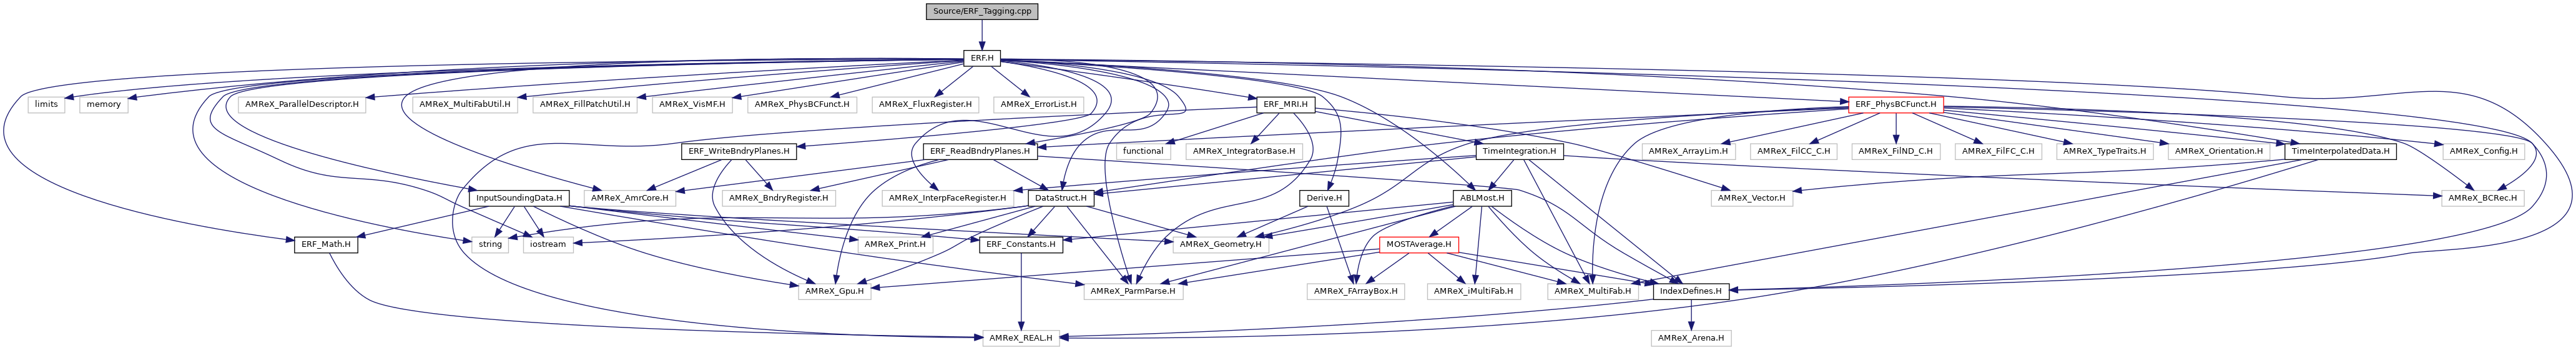 Source/ERF_Tagging.cpp
ERF.H
limits
memory
AMReX_ParallelDescriptor.H
AMReX_MultiFabUtil.H
AMReX_FillPatchUtil.H
AMReX_VisMF.H
AMReX_PhysBCFunct.H
AMReX_FluxRegister.H
AMReX_ErrorList.H
ERF_MRI.H
ERF_PhysBCFunct.H
ERF_WriteBndryPlanes.H
ERF_ReadBndryPlanes.H
functional
AMReX_IntegratorBase.H
TimeIntegration.H
AMReX_ArrayLim.H
AMReX_FilCC_C.H
AMReX_FilND_C.H
AMReX_FilFC_C.H
AMReX_TypeTraits.H
AMReX_Orientation.H
TimeInterpolatedData.H
AMReX_Config.H
InputSoundingData.H
AMReX_AmrCore.H
AMReX_BndryRegister.H
AMReX_InterpFaceRegister.H
DataStruct.H
Derive.H
ABLMost.H
AMReX_Vector.H
AMReX_BCRec.H
ERF_Math.H
string
iostream
AMReX_Print.H
ERF_Constants.H
AMReX_Geometry.H
MOSTAverage.H
AMReX_Gpu.H
AMReX_ParmParse.H
AMReX_FArrayBox.H
AMReX_iMultiFab.H
AMReX_MultiFab.H
IndexDefines.H
AMReX_REAL.H
AMReX_Arena.H